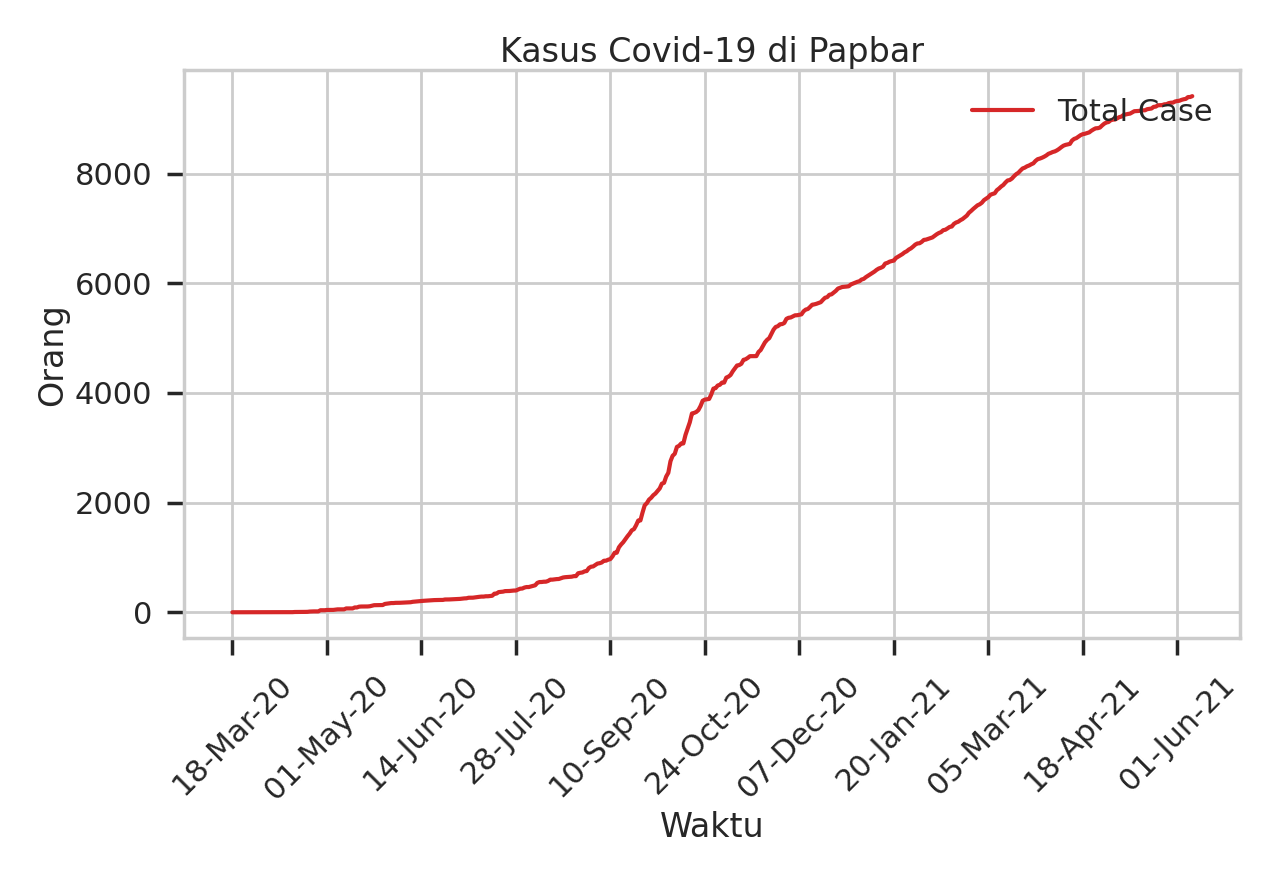 Kasus Covid-19 di Papbar
Total Case
Orang
8000
6000
4000
2000
0
18-Mar-20
01-May-20
14-Jun-20
28-Jul-20
10-Sep-20
24-Oct-20
07-Dec-20
20-Jan-21
05-Mar-21
18-Apr-21
01-Jun-21
Waktu